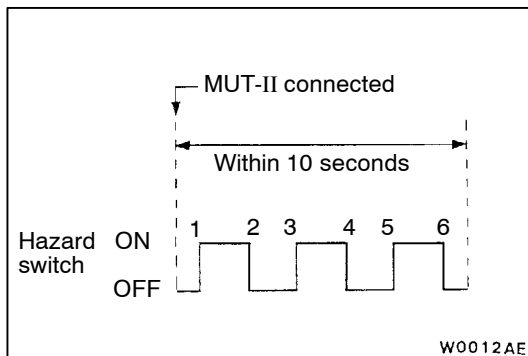 MUT-II connected
Within 10 seconds
Hazard switch
ON
1 2 3 4 5 6
OFF
W0012AE